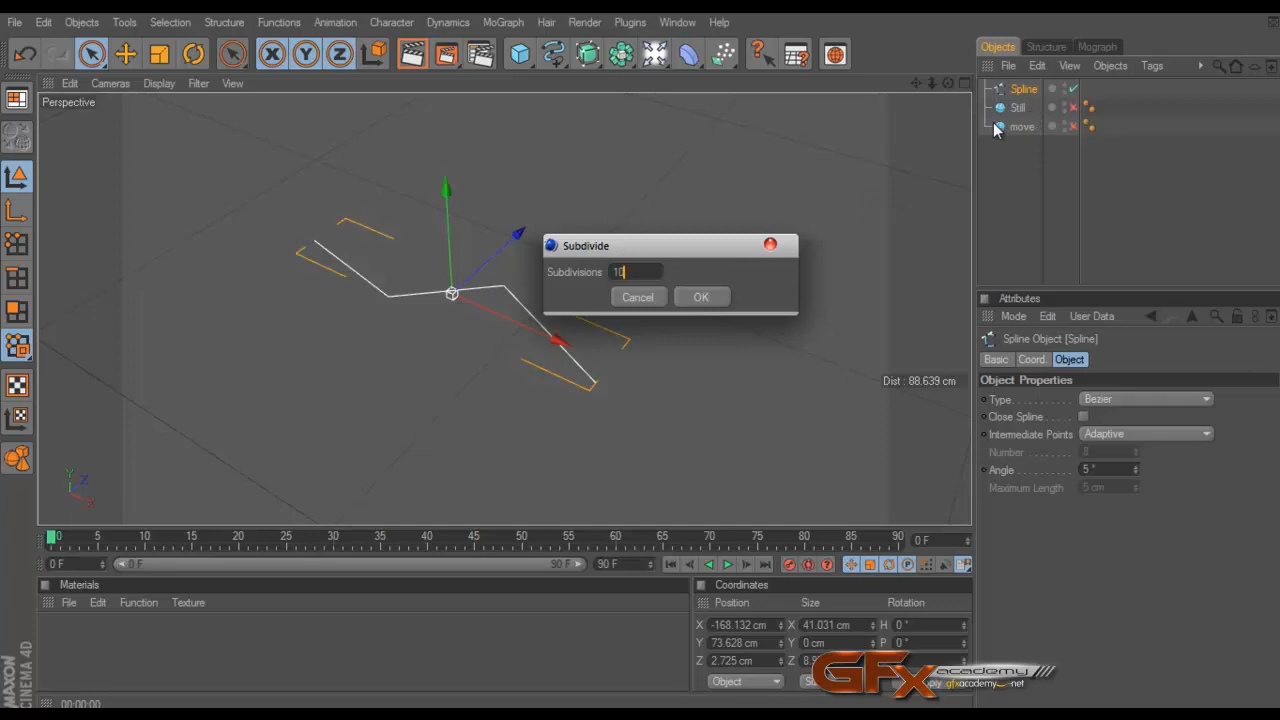 File Edit Objects Tools Selection Structure Functions Animation Character Dynamics MoGraph Hair Render Plugins Window Help
Objects Structure Mograph
File Edit View Objects Tags
Edit Cameras Display Filter View
Perspective
Spline
Still
move
Subdivide
Subdivisions 10
Cancel OK
Dist : 88.639 cm
Attributes
Mode Edit User Data
Spline Object [Spline]
Basic Coord. Object
Object Properties
Type Bezier
Close Spline
Intermediate Points Adaptive
Number 8
Angle 5 °
Maximum Length 5 cm
Y Z X
0 5 10 15 20 25 30 35 40 45 50 55 60 65 70 75 80 85 90 0 F
0 F 0 F 90 F 90 F
Materials
File Edit Function Texture
Coordinates
Position Size Rotation
X -168.132 cm X 41.031 cm H 0 °
Y 73.628 cm Y 0 cm P 0 °
Z 2.725 cm Z
Object
GFX academy
gfxacademy.net
MAXON
CINEMA 4D
00:00:00